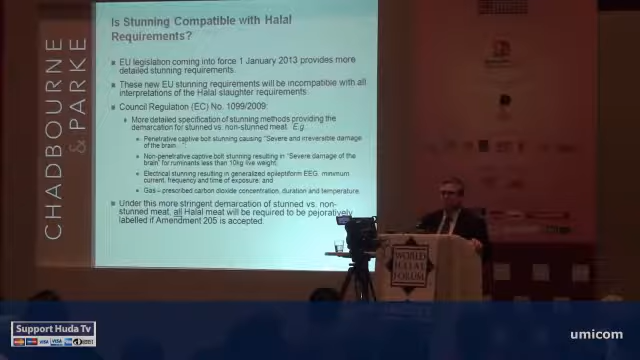 CHADBOURNE
& PARKE
Is Stunning Compatible with Halal
Requirements?
EU legislation coming into force 1 January 2013 provides more
detailed stunning requirements.
These new EU stunning requirements will be incompatible with all
interpretations of the Halal slaughter requirements.
Council Regulation (EC) No. 1099/2009:
More detailed specification of stunning methods providing the
demarcation for stunned vs. non-stunned meat. E.g.,
Penetrative captive bolt stunning causing "Severe and irreversible damage
of the brain..."
Non-penetrative captive bolt stunning resulting in "Severe damage of the
brain" for ruminants less than 10kg live weight;
Electrical stunning resulting in generalized epileptiform EEG, minimum
current, frequency and time of exposure; and
Gas – prescribed carbon dioxide concentration, duration and temperature.
Under this more stringent demarcation of stunned vs. non-
stunned meat, all Halal meat will be required to be pejoratively
labelled if Amendment 205 is accepted.
WORLD
HALAL
FORUM
Support Huda Tv
VISA
VISA
umicom